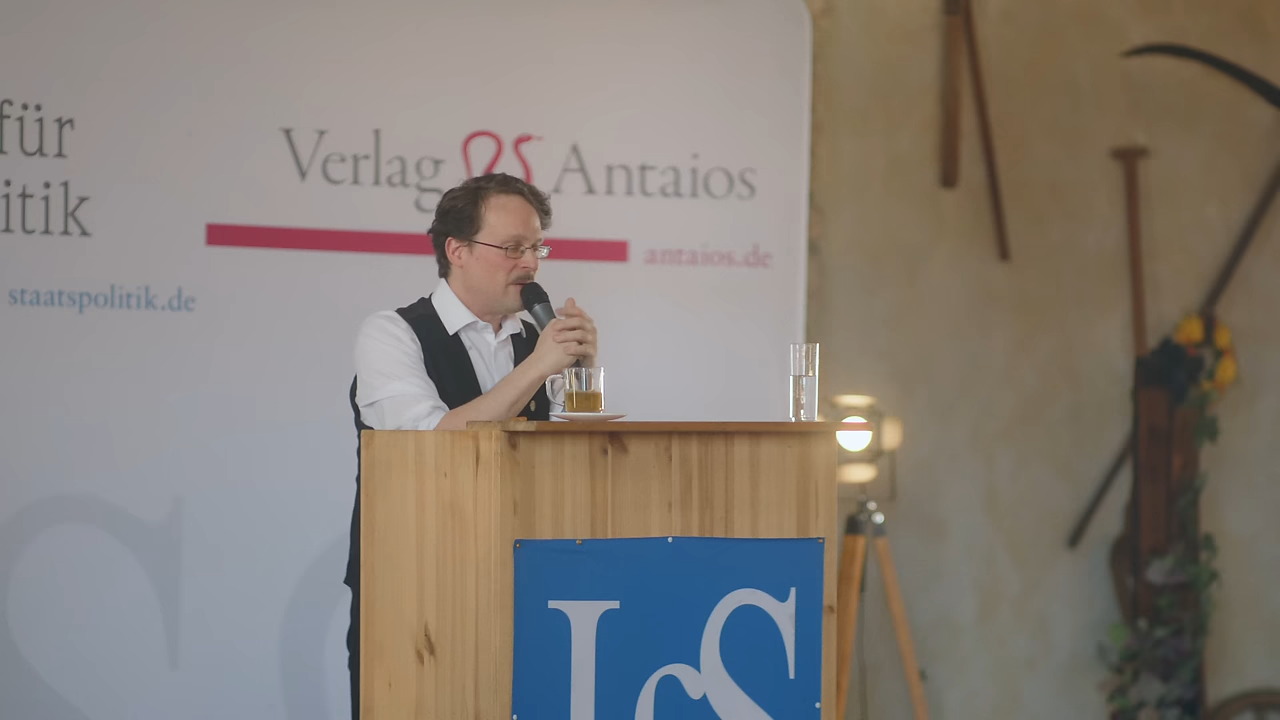 für
itik
staatspolitik.de
Verlag Antaios
antaios.de
IfS